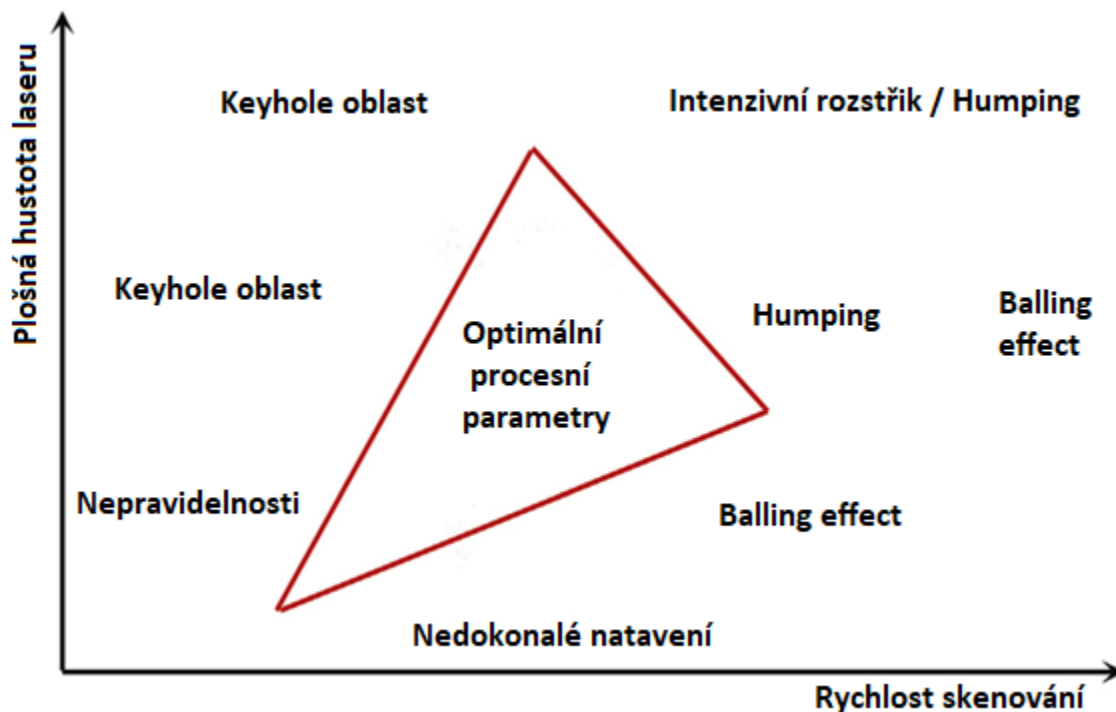 Plošná hustota laseru
Keyhole oblast
Intenzivní rozstřik / Humping
Keyhole oblast
Humping
Balling
effect
Optimální
procesní
parametry
Nepravidelnosti
Balling effect
Nedokonalé natavení
Rychlost skenování